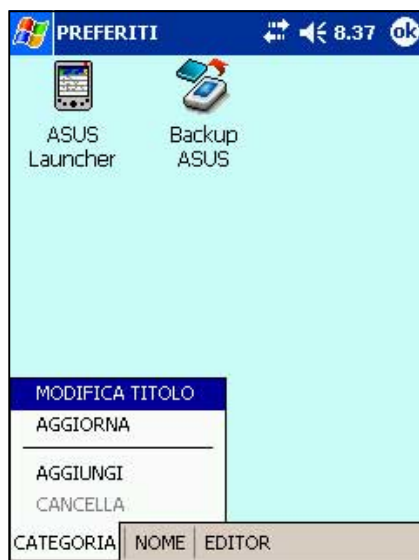 PREFERITI 8.37 ok
ASUS Launcher
Backup ASUS
MODIFICA TITOLO
AGGIORNA
AGGIUNGI
CANCELLA
CATEGORIA NOME EDITOR